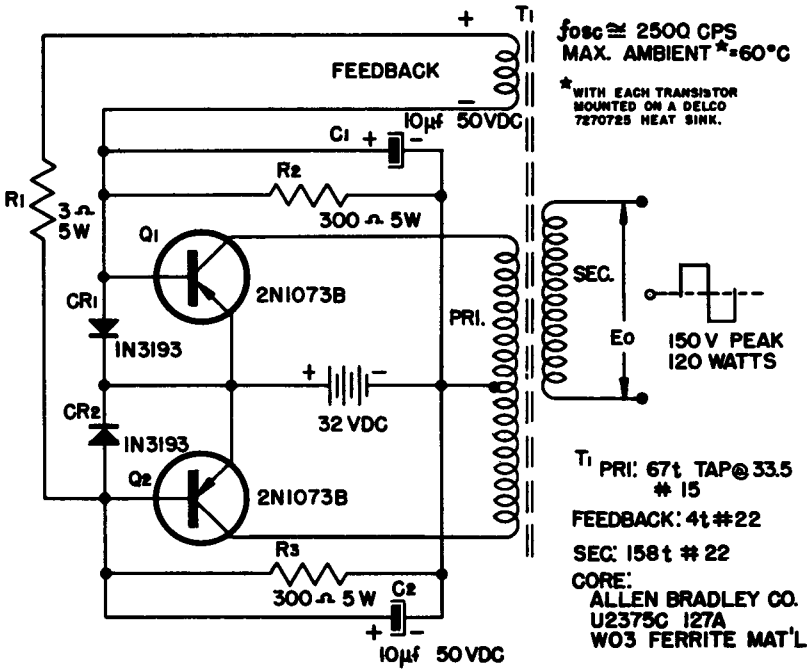 + T1
fosc ≅ 2500 CPS
MAX. AMBIENT *=60°C
* WITH EACH TRANSISTOR
MOUNTED ON A DELCO
7270725 HEAT SINK.
FEEDBACK
−
10µf 50VDC
C1 + −
R2
300 Ω 5W
R1
3 Ω
5W
Q1
2N1073B
CR1
1N3193
PRI.
SEC.
Eo
150 V PEAK
120 WATTS
+ −
32 VDC
CR2
1N3193
Q2
2N1073B
R3
300 Ω 5W
C2
+ −
10µf 50VDC
T1 PRI: 67t TAP@ 33.5
# 15
FEEDBACK: 4t #22
SEC: 158t # 22
CORE:
ALLEN BRADLEY CO.
U2375C 127A
W03 FERRITE MAT'L